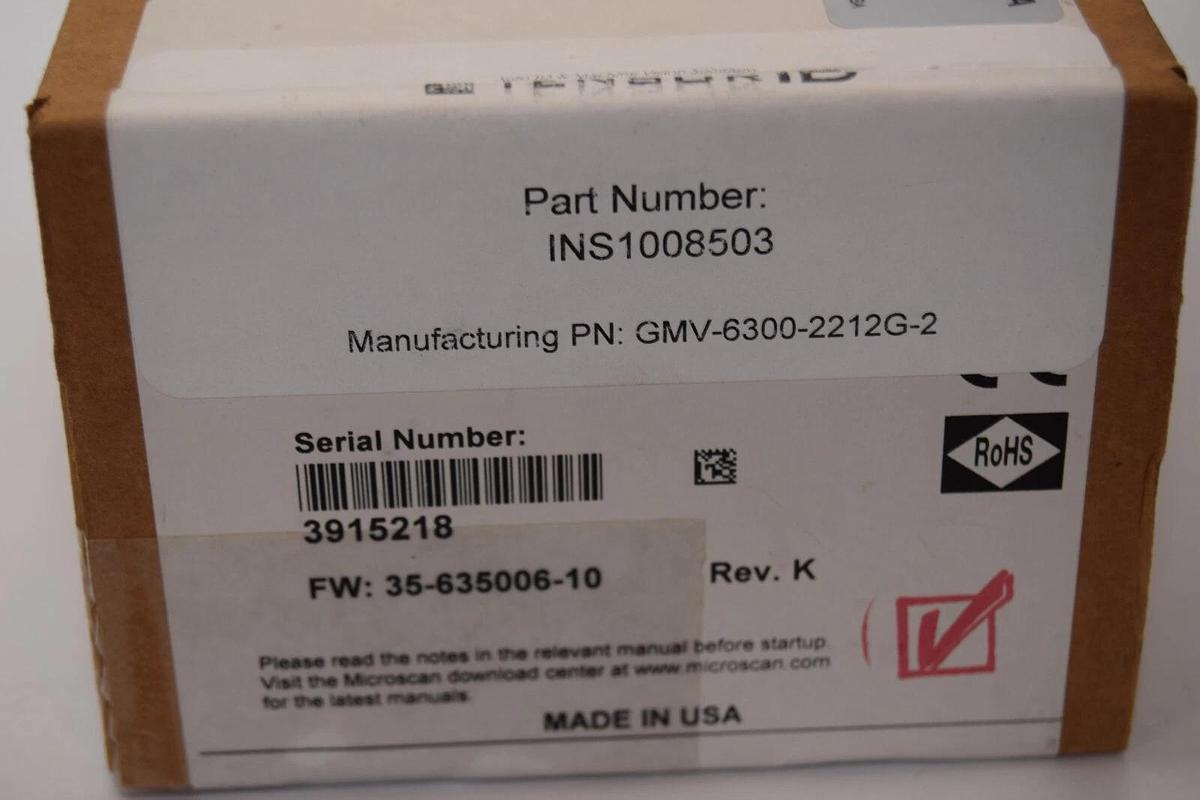 Part Number:
INS1008503
Manufacturing PN: GMV-6300-2212G-2
Serial Number:
3915218
RoHS
FW: 35-635006-10
Rev. K
Please read the notes in the relevant manual before startup.
Visit the Microscan download center at www.microscan.com
for the latest manuals.
MADE IN USA